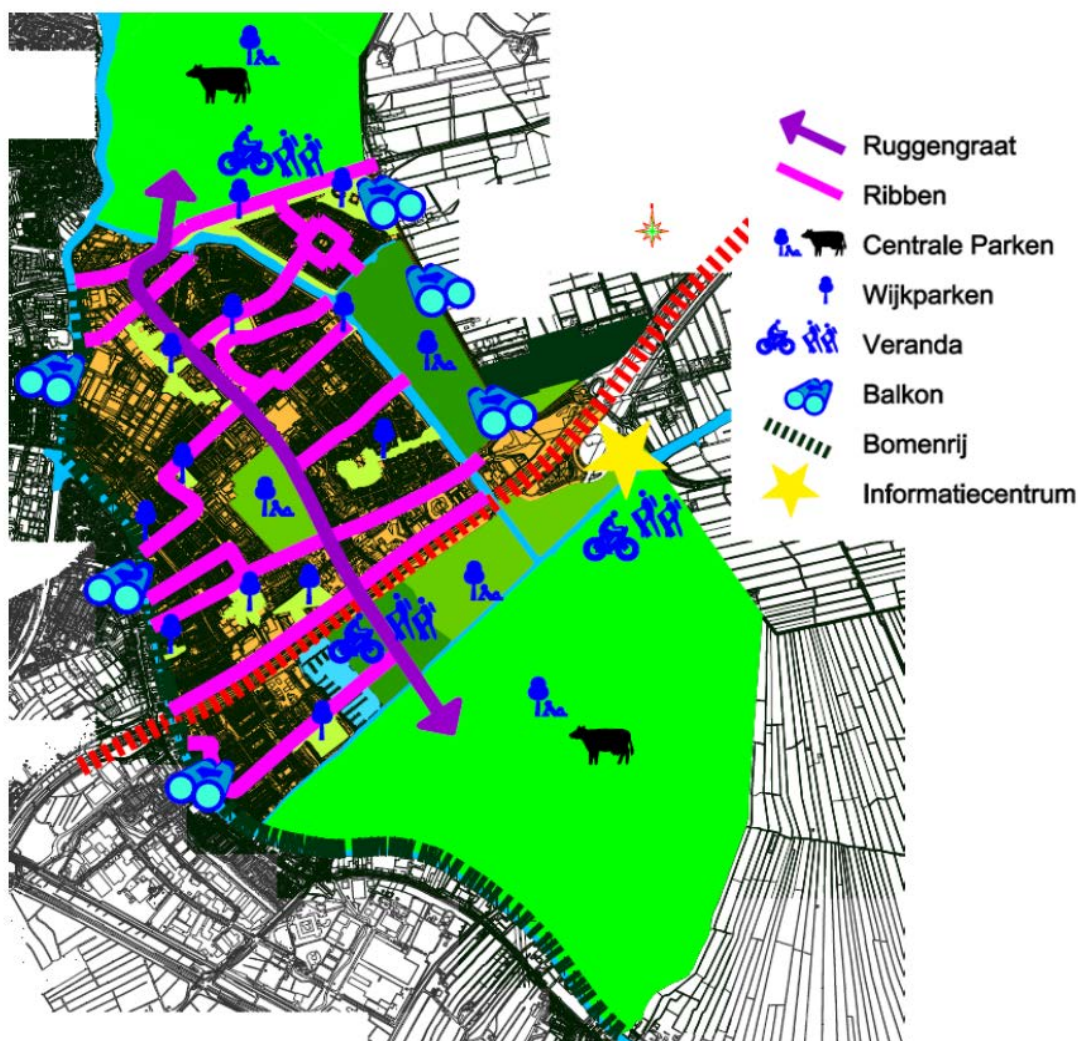 Ruggengraat
Ribben
Centrale Parken
Wijkparken
Veranda
Balkon
Bomenrij
Informatiecentrum